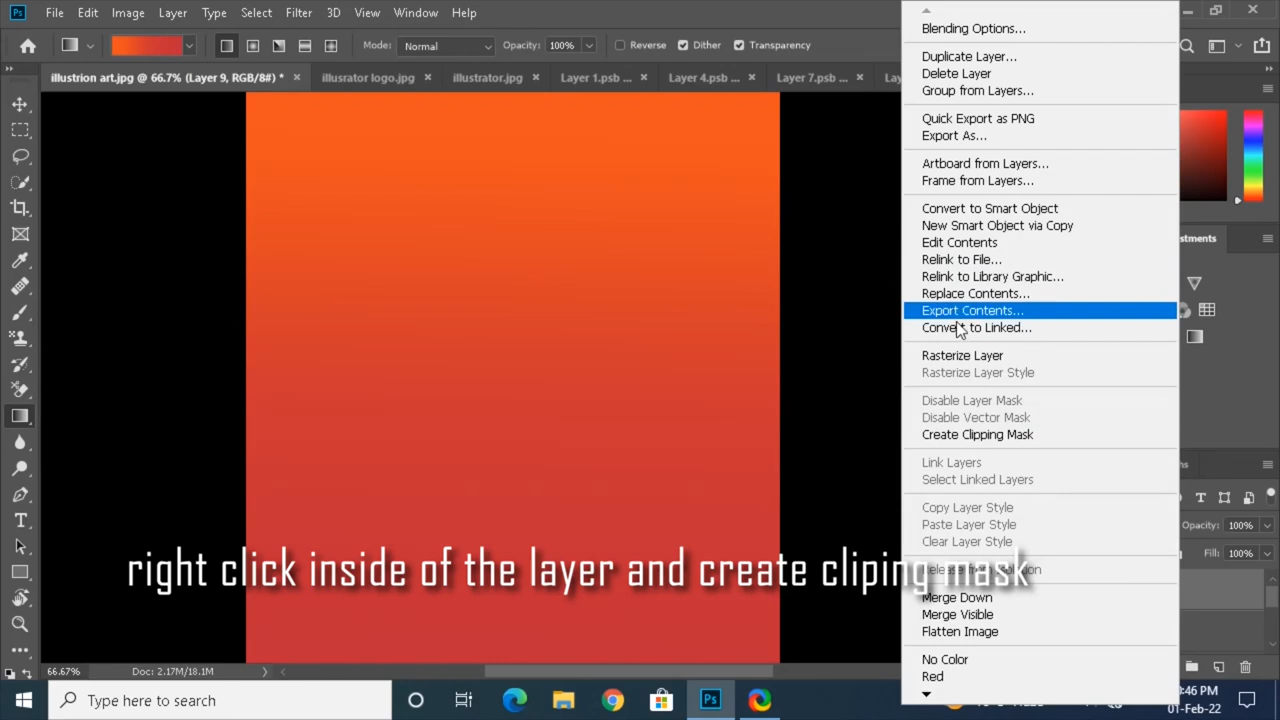 Ps File Edit Image Layer Type Select Filter 3D View Window Help
Mode: Normal Opacity: 100% Reverse Dither Transparency
illustrion art.jpg @ 66.7% (Layer 9, RGB/8#) * illusrator logo.jpg illustrator.jpg Layer 1.psb ... Layer 4.psb ... Layer 7.psb ...
Blending Options...
Duplicate Layer...
Delete Layer
Group from Layers...
Quick Export as PNG
Export As...
Artboard from Layers...
Frame from Layers...
Convert to Smart Object
New Smart Object via Copy
Edit Contents
Relink to File...
Relink to Library Graphic...
Replace Contents...
Export Contents...
Convert to Linked...
Rasterize Layer
Rasterize Layer Style
Disable Layer Mask
Disable Vector Mask
Create Clipping Mask
Link Layers
Select Linked Layers
Copy Layer Style
Paste Layer Style
Clear Layer Style
Merge Down
Merge Visible
Flatten Image
No Color
Red
Opacity: 100%
Fill: 100%
right click inside of the layer and create cliping mask
66.67% Doc: 2.17M/18.1M
Type here to search
Ps
01-Feb-22